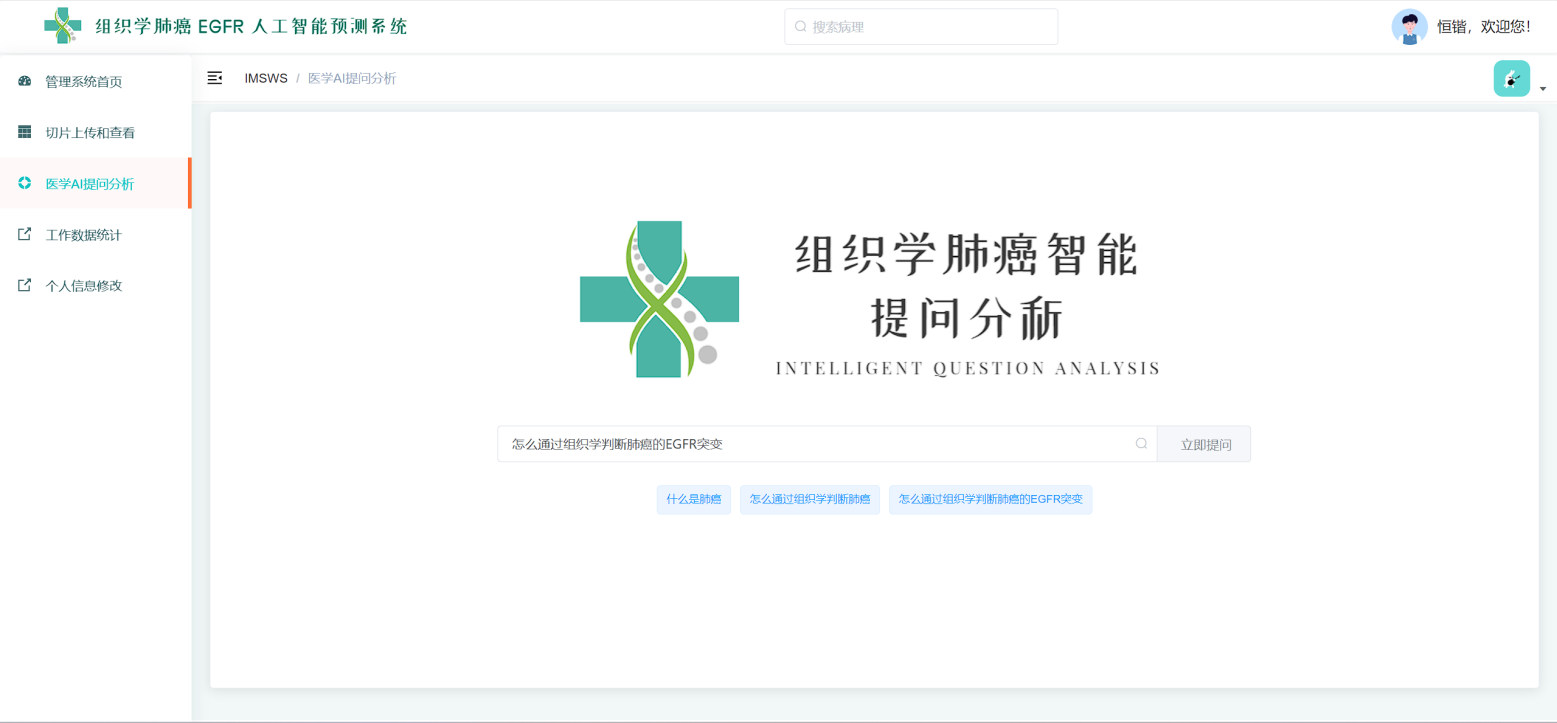 组织学肺癌 EGFR 人工智能预测系统
搜索病理
恒锴，欢迎您！
管理系统首页
切片上传和查看
医学AI提问分析
工作数据统计
个人信息修改
IMSWS / 医学AI提问分析
组织学肺癌智能
提问分析
INTELLIGENT QUESTION ANALYSIS
怎么通过组织学判断肺癌的EGFR突变
立即提问
什么是肺癌
怎么通过组织学判断肺癌
怎么通过组织学判断肺癌的EGFR突变